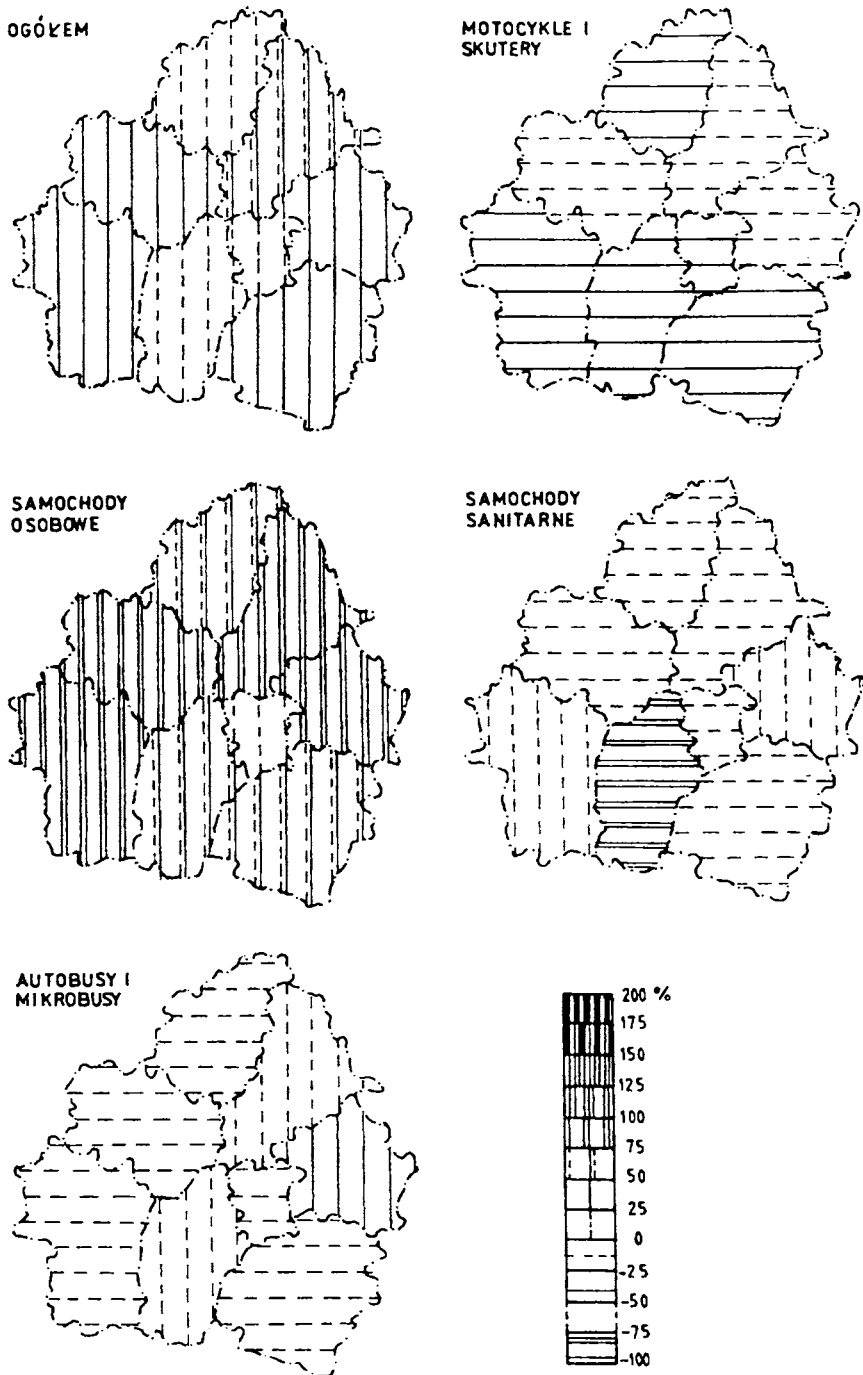 OGÓŁEM
MOTOCYKLE I
SKUTERY
SAMOCHODY
OSOBOWE
SAMOCHODY
SANITARNE
AUTOBUSY I
MIKROBUSY
200 %
175
150
125
100
75
50
25
0
-25
-50
-75
-100